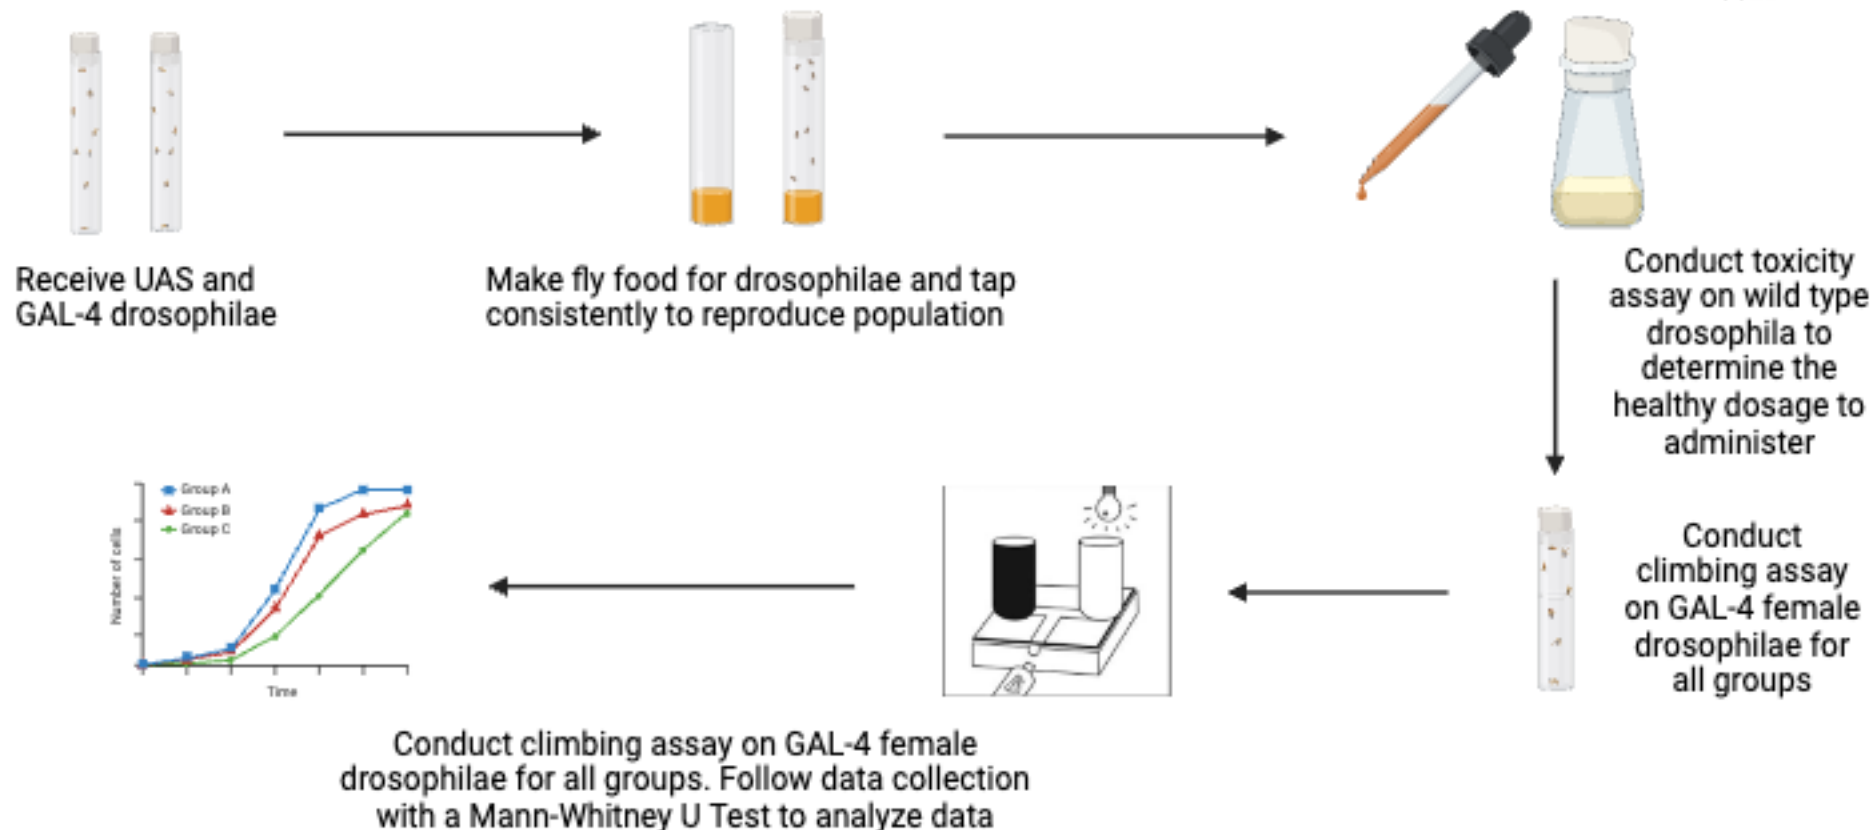 Receive UAS and
GAL-4 drosophilae
Make fly food for drosophilae and tap
consistently to reproduce population
Conduct toxicity
assay on wild type
drosophila to
determine the
healthy dosage to
administer
Conduct
climbing assay
on GAL-4 female
drosophilae for
all groups
Group A
Group B
Group C
Number of cells
Time
Conduct climbing assay on GAL-4 female
drosophilae for all groups. Follow data collection
with a Mann-Whitney U Test to analyze data